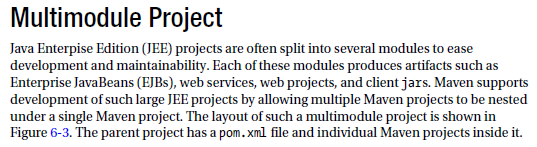 Multimodule Project
Java Enterpise Edition (JEE) projects are often split into several modules to ease
development and maintainability. Each of these modules produces artifacts such as
Enterprise JavaBeans (EJBs), web services, web projects, and client jars. Maven supports
development of such large JEE projects by allowing multiple Maven projects to be nested
under a single Maven project. The layout of such a multimodule project is shown in
Figure 6-3. The parent project has a pom.xml file and individual Maven projects inside it.